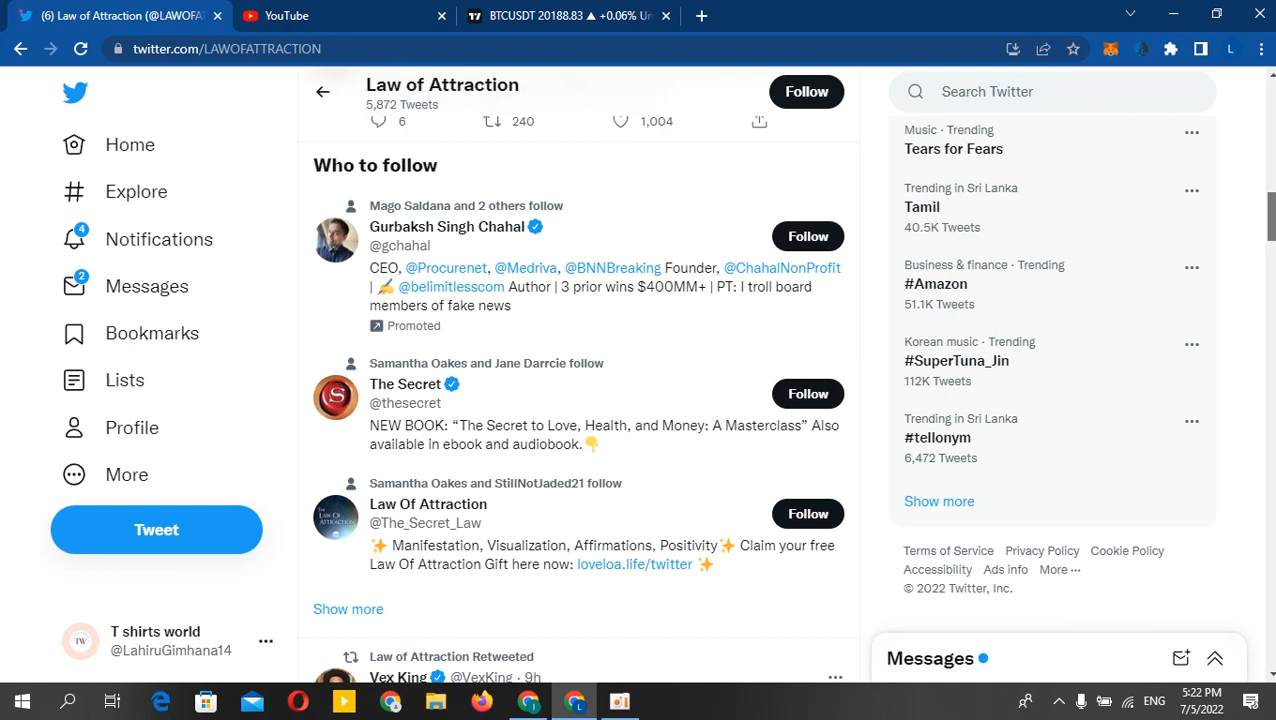 (6) Law of Attraction (@LAWOFA
YouTube
BTCUSDT 20188.83 ▲ +0.06% Un
twitter.com/LAWOFATTRACTION
L
Law of Attraction
5,872 Tweets
Follow
Search Twitter
6 240 1,004
Home
Explore
4
Notifications
2
Messages
Bookmarks
Lists
Profile
More
Tweet
TW
T shirts world
@LahiruGimhana14
Who to follow
Mago Saldana and 2 others follow
Gurbaksh Singh Chahal
@gchahal
Follow
CEO, @Procurenet, @Medriva, @BNNBreaking Founder, @ChahalNonProfit
| ✍ @belimitlesscom Author | 3 prior wins $400MM+ | PT: I troll board
members of fake news
Promoted
Samantha Oakes and Jane Darrcie follow
The Secret
@thesecret
Follow
NEW BOOK: “The Secret to Love, Health, and Money: A Masterclass” Also
available in ebook and audiobook.👇
Samantha Oakes and StillNotJaded21 follow
Law Of Attraction
@The_Secret_Law
Follow
✨ Manifestation, Visualization, Affirmations, Positivity✨ Claim your free
Law Of Attraction Gift here now: loveloa.life/twitter ✨
Show more
Law of Attraction Retweeted
Vex King @VexKing · 9h
Music · Trending
Tears for Fears
Trending in Sri Lanka
Tamil
40.5K Tweets
Business & finance · Trending
#Amazon
51.1K Tweets
Korean music · Trending
#SuperTuna_Jin
112K Tweets
Trending in Sri Lanka
#tellonym
6,472 Tweets
Show more
Terms of Service Privacy Policy Cookie Policy
Accessibility Ads info More ···
© 2022 Twitter, Inc.
Messages
ENG
5:22 PM
7/5/2022